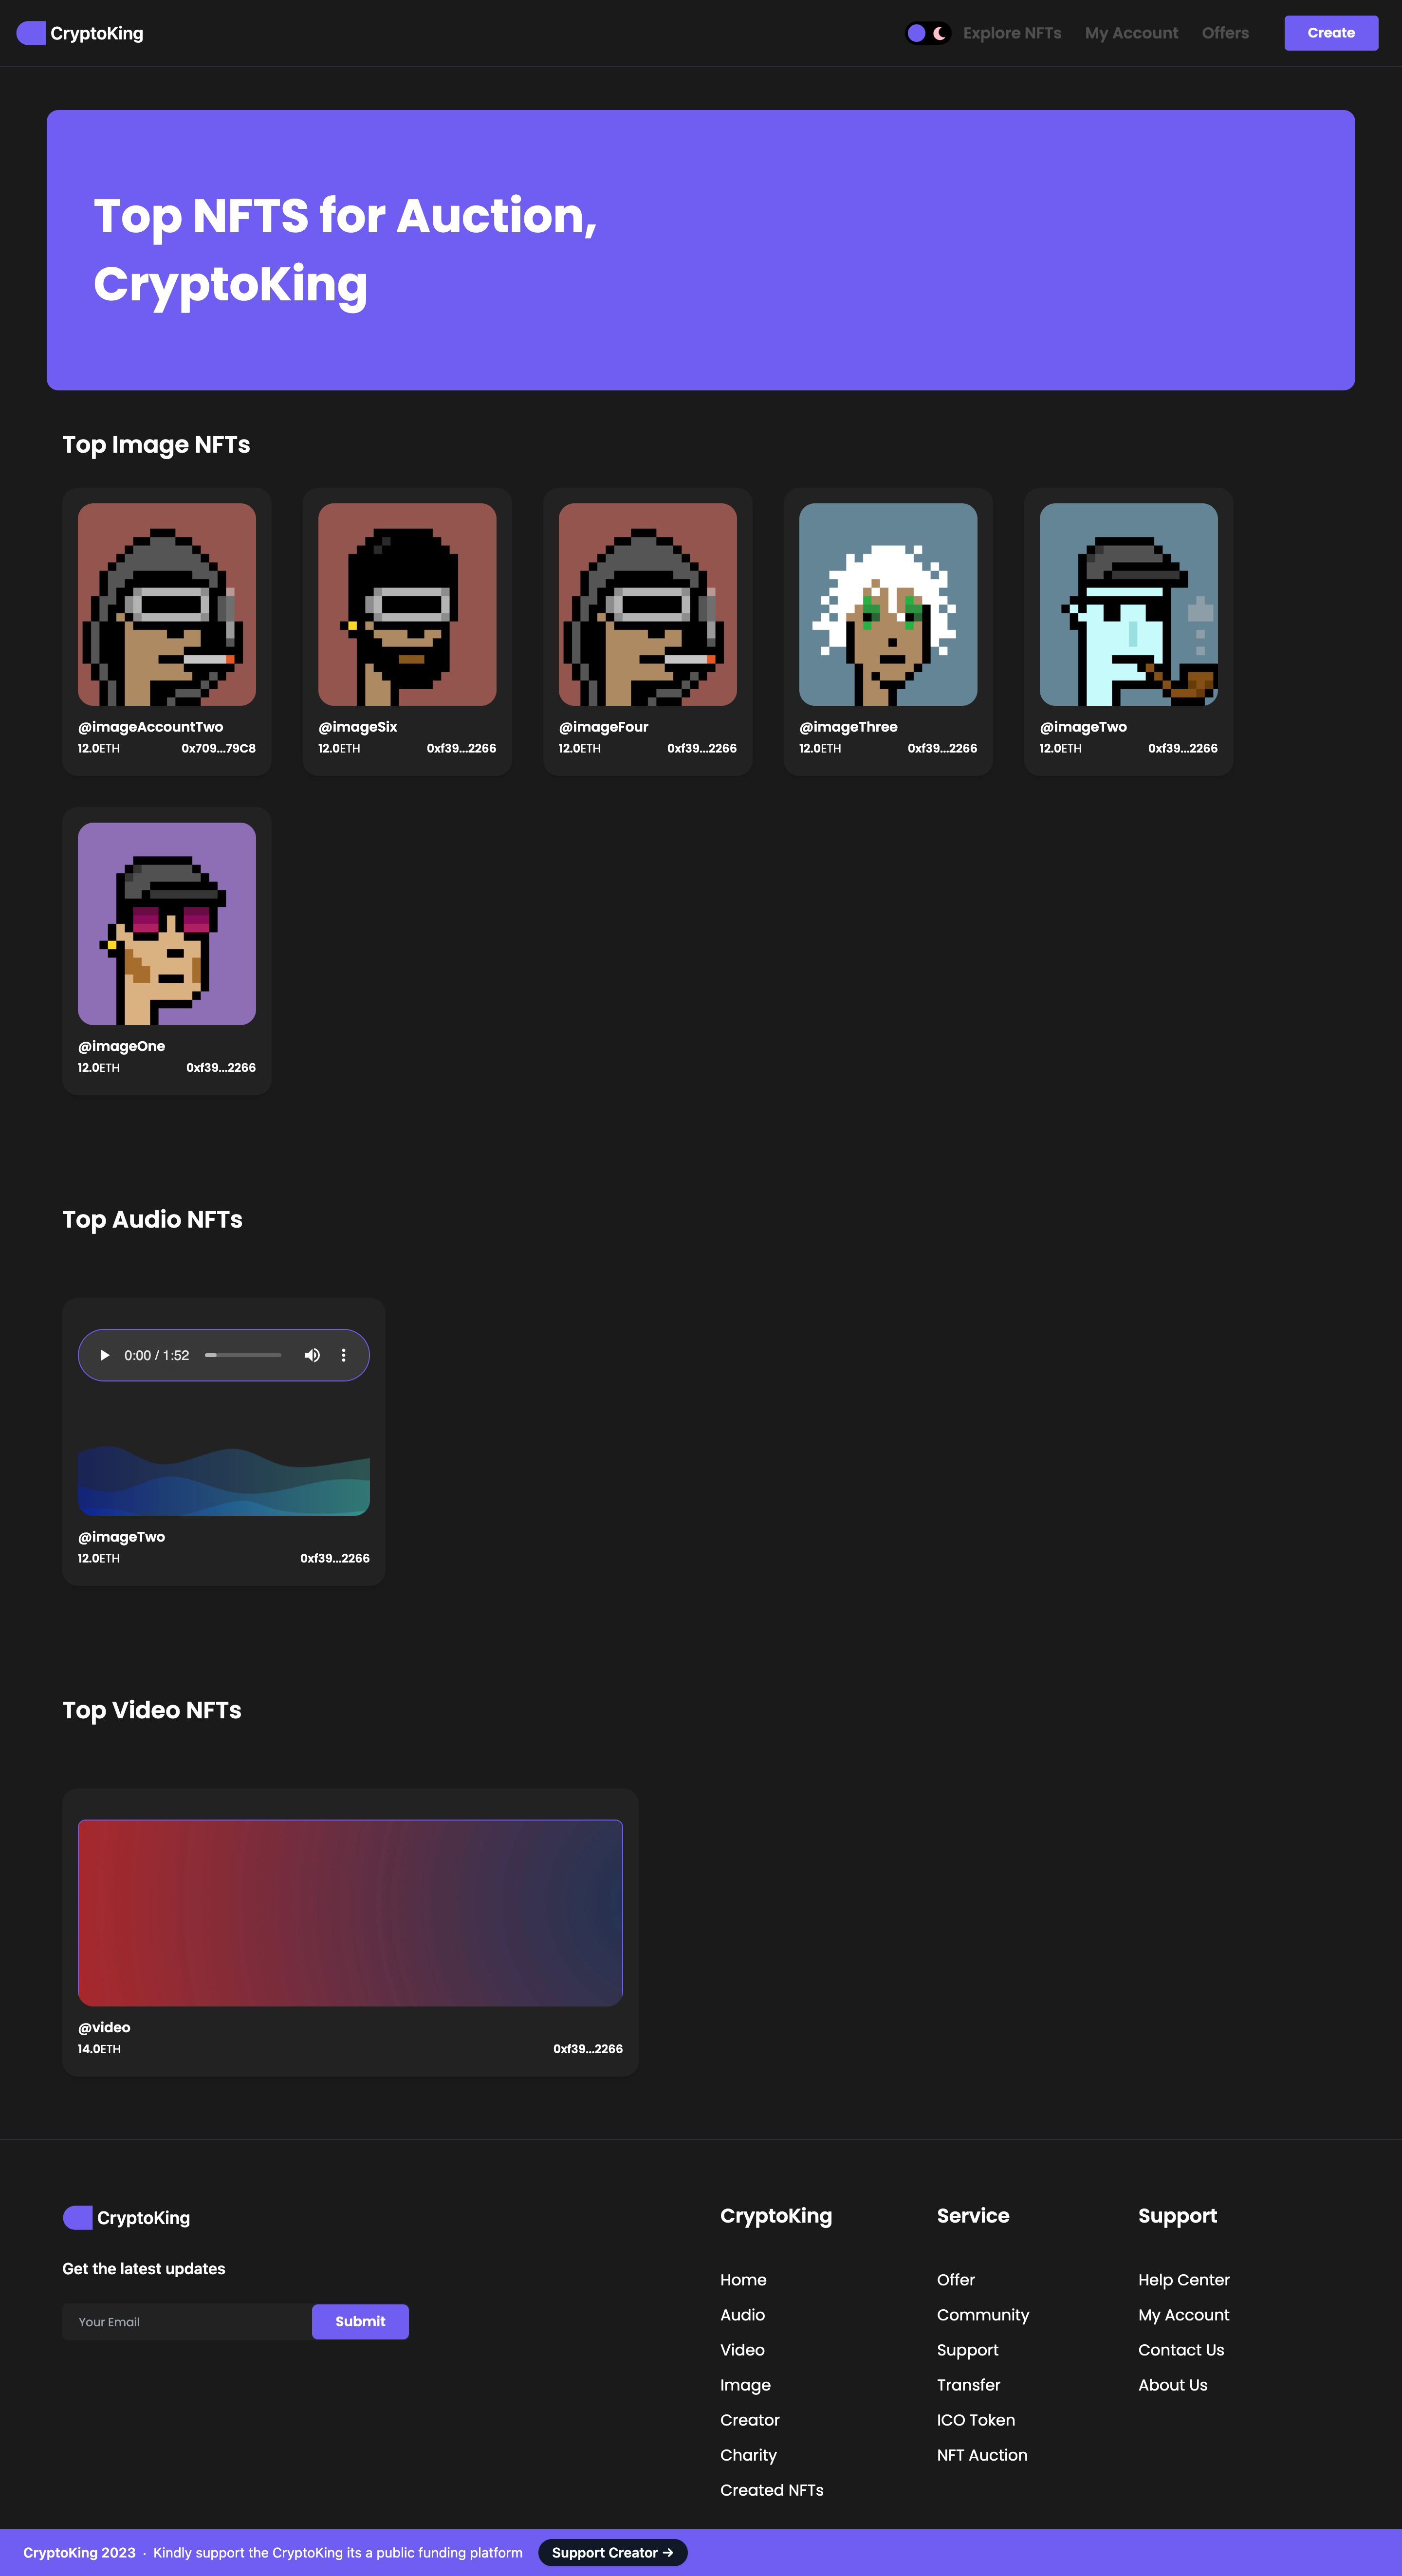 CryptoKing
Explore NFTs My Account Offers Create
Top NFTS for Auction,
CryptoKing
Top Image NFTs
@imageAccountTwo
12.0ETH 0x709...79C8
@imageSix
12.0ETH 0xf39...2266
@imageFour
12.0ETH 0xf39...2266
@imageThree
12.0ETH 0xf39...2266
@imageTwo
12.0ETH 0xf39...2266
@imageOne
12.0ETH 0xf39...2266
Top Audio NFTs
0:00 / 1:52
@imageTwo
12.0ETH 0xf39...2266
Top Video NFTs
@video
14.0ETH 0xf39...2266
CryptoKing
Get the latest updates
Your Email Submit
CryptoKing
Home
Audio
Video
Image
Creator
Charity
Created NFTs
Service
Offer
Community
Support
Transfer
ICO Token
NFT Auction
Support
Help Center
My Account
Contact Us
About Us
CryptoKing 2023 · Kindly support the CryptoKing its a public funding platform Support Creator →